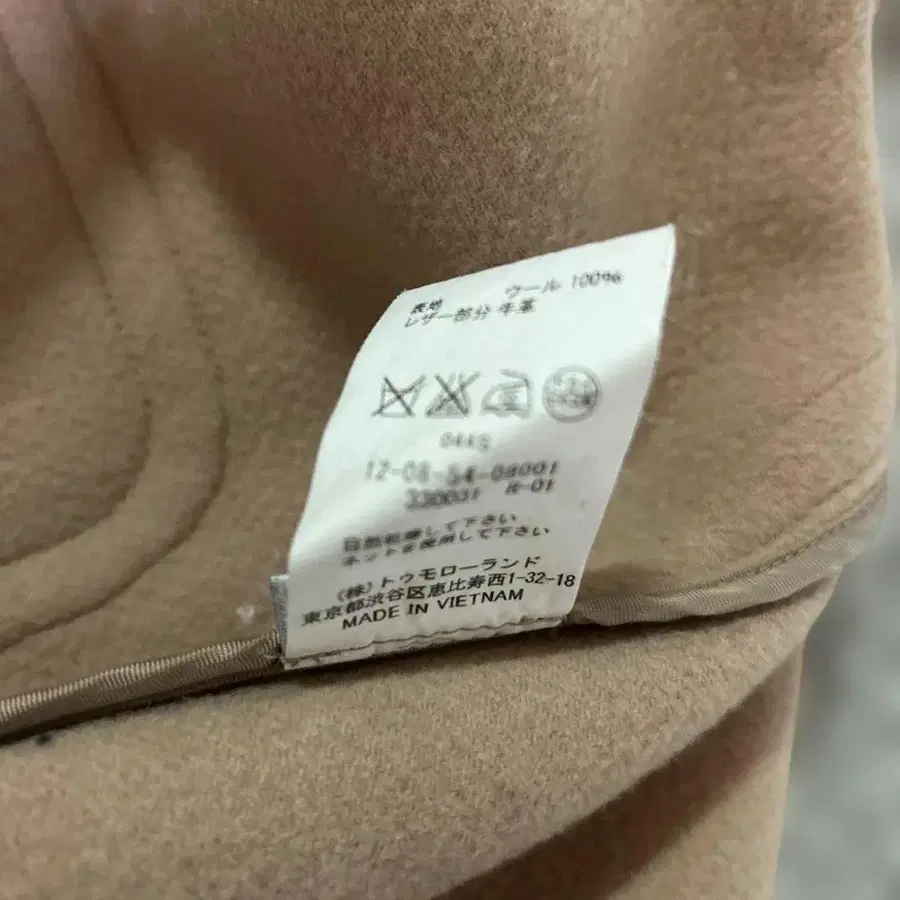 表地 ウール 100%
レザー部分 牛革
044S
12-08-54-08001
330031 R-01
自然乾燥して下さい
ネットを使用して下さい
(株)トゥモローランド
東京都渋谷区恵比寿西1-32-18
MADE IN VIETNAM